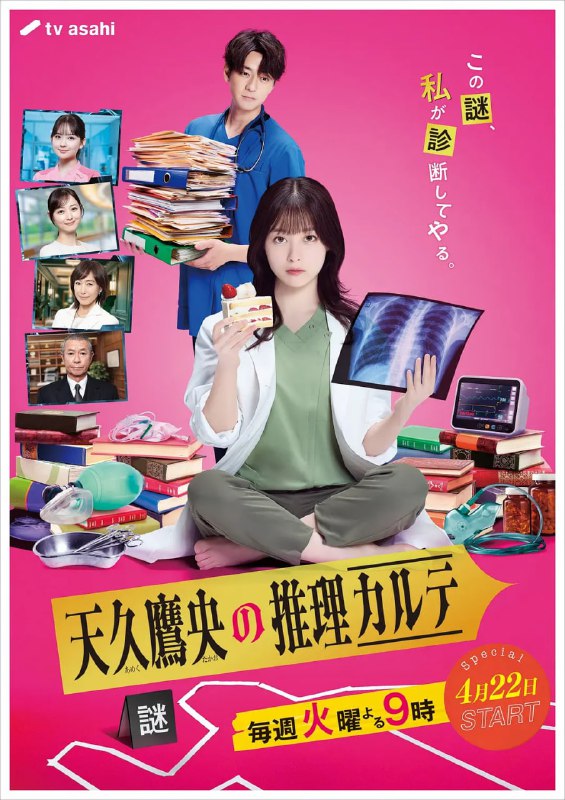 tv asahi
この謎、
私が診断してやる。
天久鷹央の推理カルテ
あめく たかお
謎
毎週火曜よる9時
Special
4月22日
START